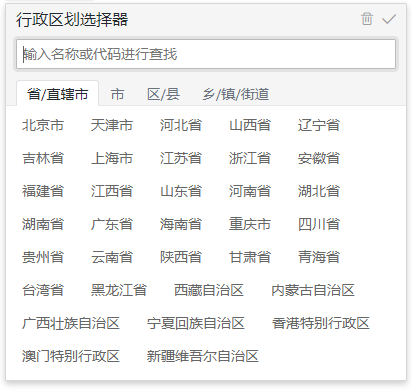 行政区划选择器
输入名称或代码进行查找
省/直辖市 市 区/县 乡/镇/街道
北京市 天津市 河北省 山西省 辽宁省
吉林省 上海市 江苏省 浙江省 安徽省
福建省 江西省 山东省 河南省 湖北省
湖南省 广东省 海南省 重庆市 四川省
贵州省 云南省 陕西省 甘肃省 青海省
台湾省 黑龙江省 西藏自治区 内蒙古自治区
广西壮族自治区 宁夏回族自治区 香港特别行政区
澳门特别行政区 新疆维吾尔自治区